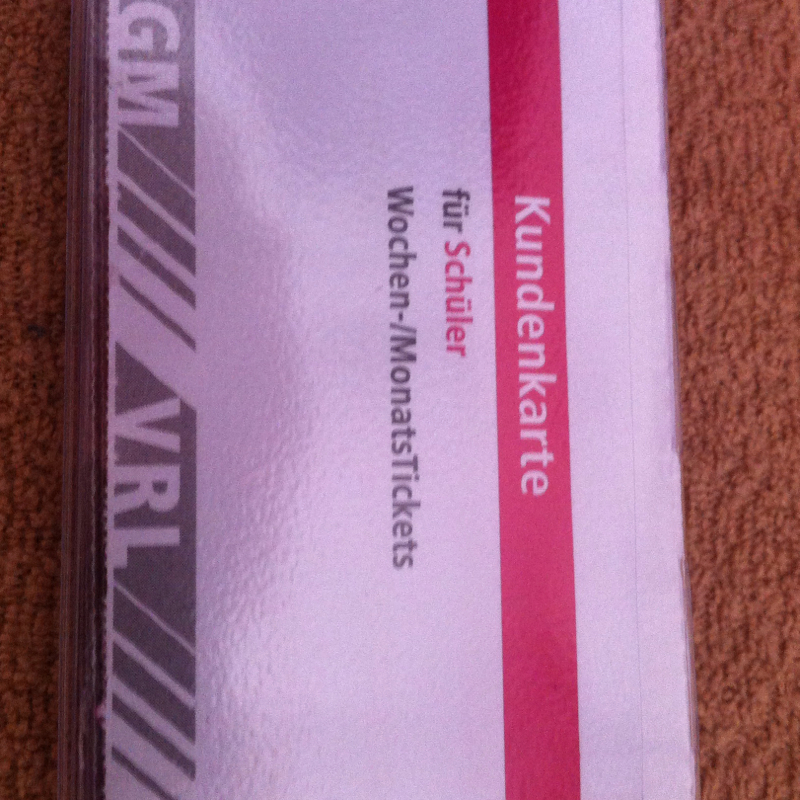 Kundenkarte
für Schüler
Wochen-/MonatsTickets
GM VRL